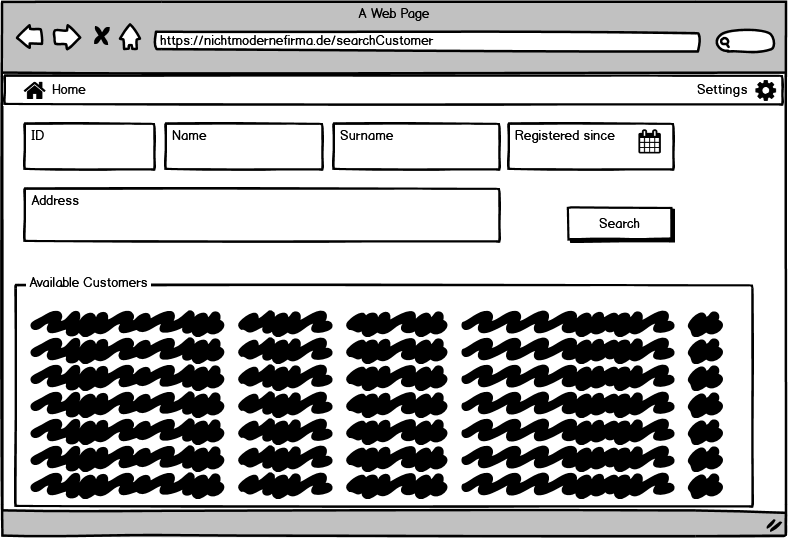 A Web Page
https://nichtmodernefirma.de/searchCustomer
Home
Settings
ID
Name
Surname
Registered since
Address
Search
Available Customers